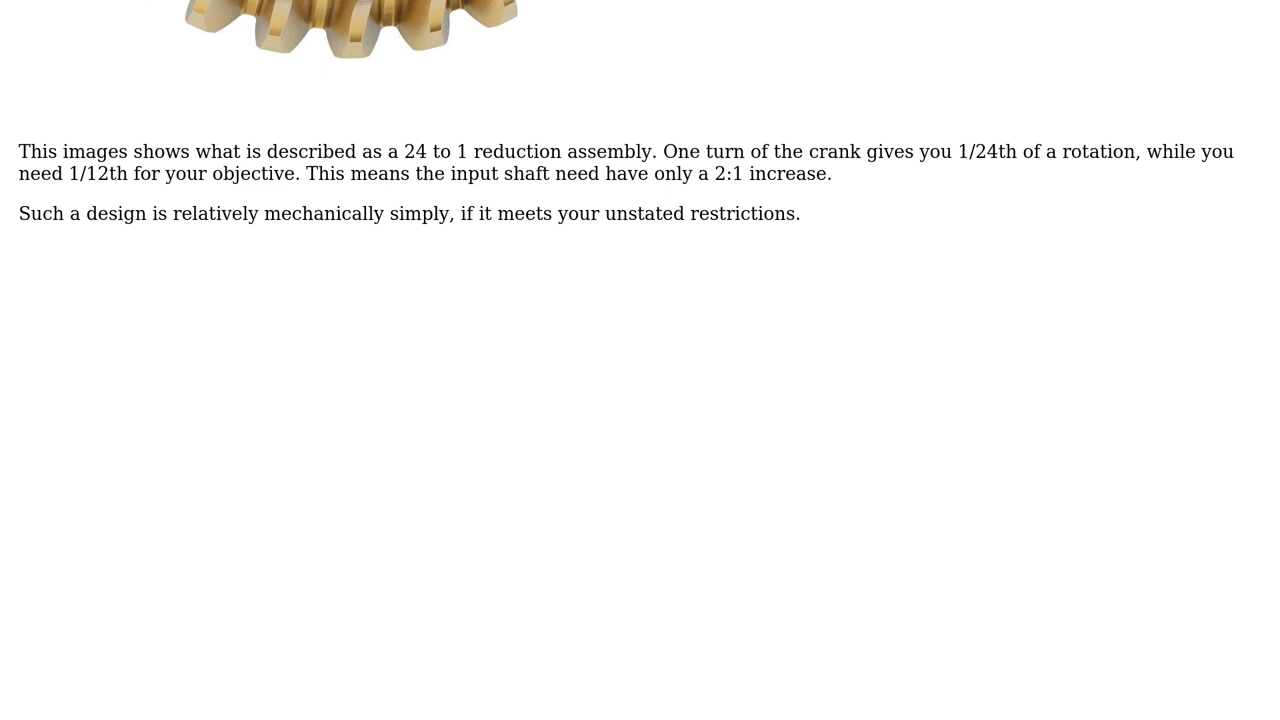 This images shows what is described as a 24 to 1 reduction assembly. One turn of the crank gives you 1/24th of a rotation, while you
need 1/12th for your objective. This means the input shaft need have only a 2:1 increase.
Such a design is relatively mechanically simply, if it meets your unstated restrictions.